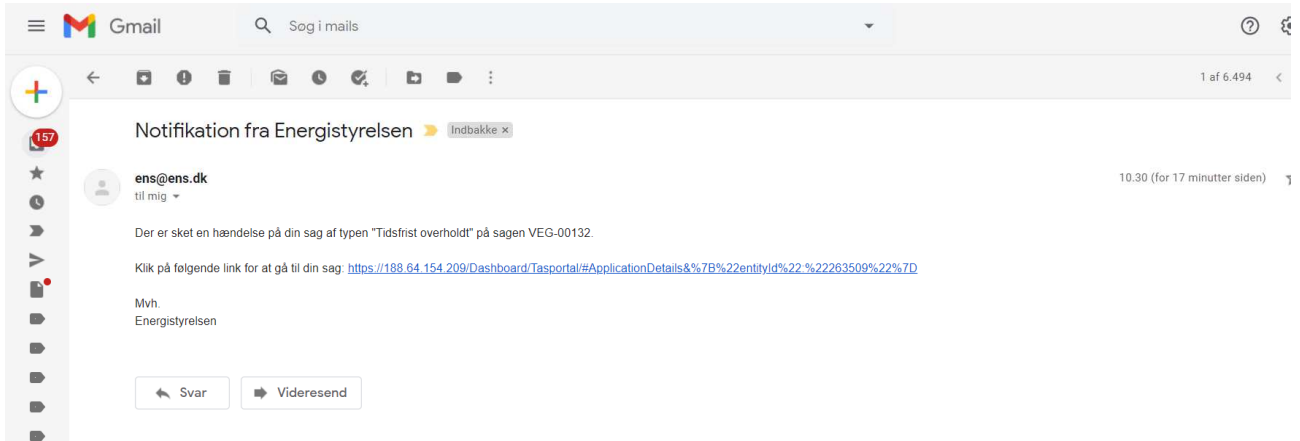 Gmail
Søg i mails
1 af 6.494
157
Notifikation fra Energistyrelsen
Indbakke ×
ens@ens.dk
10.30 (for 17 minutter siden)
til mig
Der er sket en hændelse på din sag af typen "Tidsfrist overholdt" på sagen VEG-00132.
Klik på følgende link for at gå til din sag: https://188.64.154.209/Dashboard/Tasportal/#ApplicationDetails&%7B%22entityId%22:%22263509%22%7D
Mvh.
Energistyrelsen
Svar
Videresend